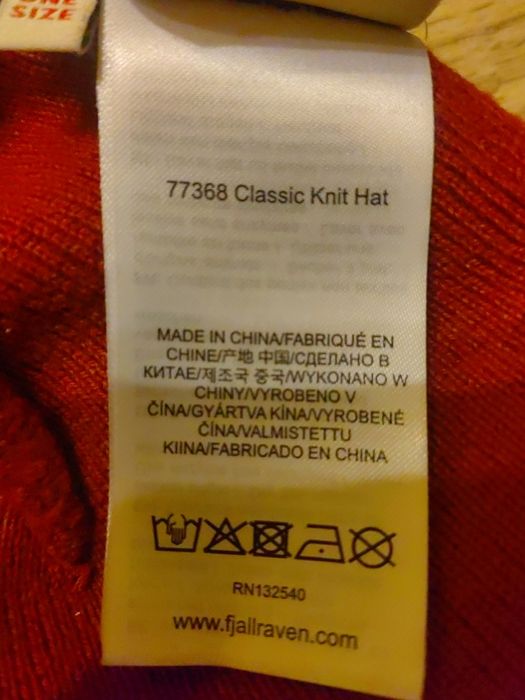 ONE
SIZE
77368 Classic Knit Hat
MADE IN CHINA/FABRIQUÉ EN
CHINE/产地 中国/СДЕЛАНО В
КИТАЕ/제조국 중국/WYKONANO W
CHINY/VYROBENO V
ČÍNA/GYÁRTVA KÍNA/VYROBENÉ
ČÍNA/VALMISTETTU
KIINA/FABRICADO EN CHINA
RN132540
www.fjallraven.com